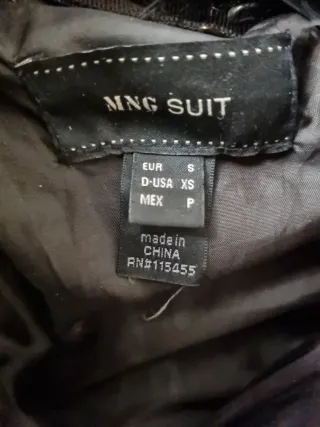 MNG SUIT
EUR S
D-USA XS
MEX P
made in
CHINA
RN#115455